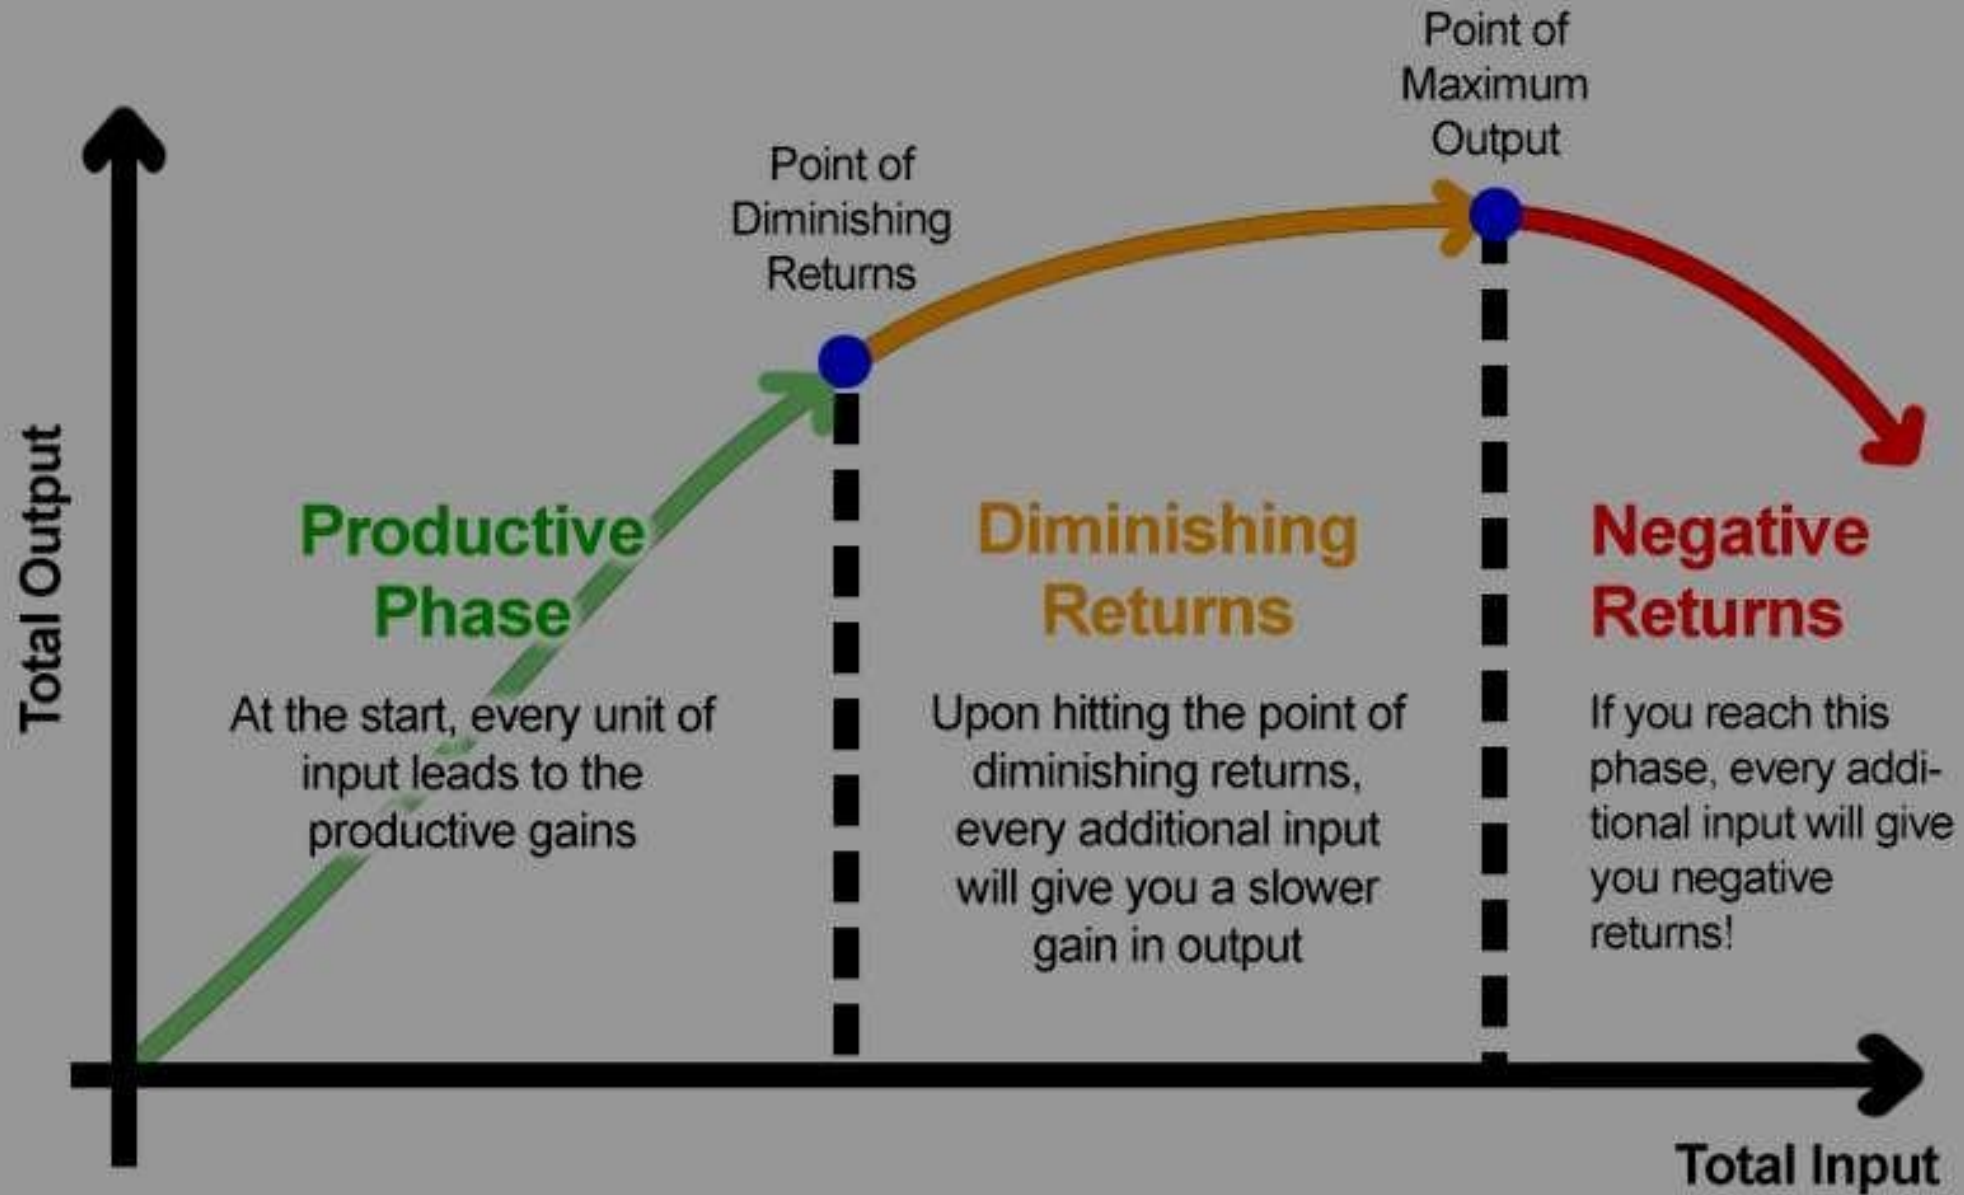 Point of
Maximum
Output
Point of
Diminishing
Returns
Total Output
Productive
Phase
At the start, every unit of
input leads to the
productive gains
Diminishing
Returns
Upon hitting the point of
diminishing returns,
every additional input
will give you a slower
gain in output
Negative
Returns
If you reach this
phase, every addi-
tional input will give
you negative
returns!
Total Input